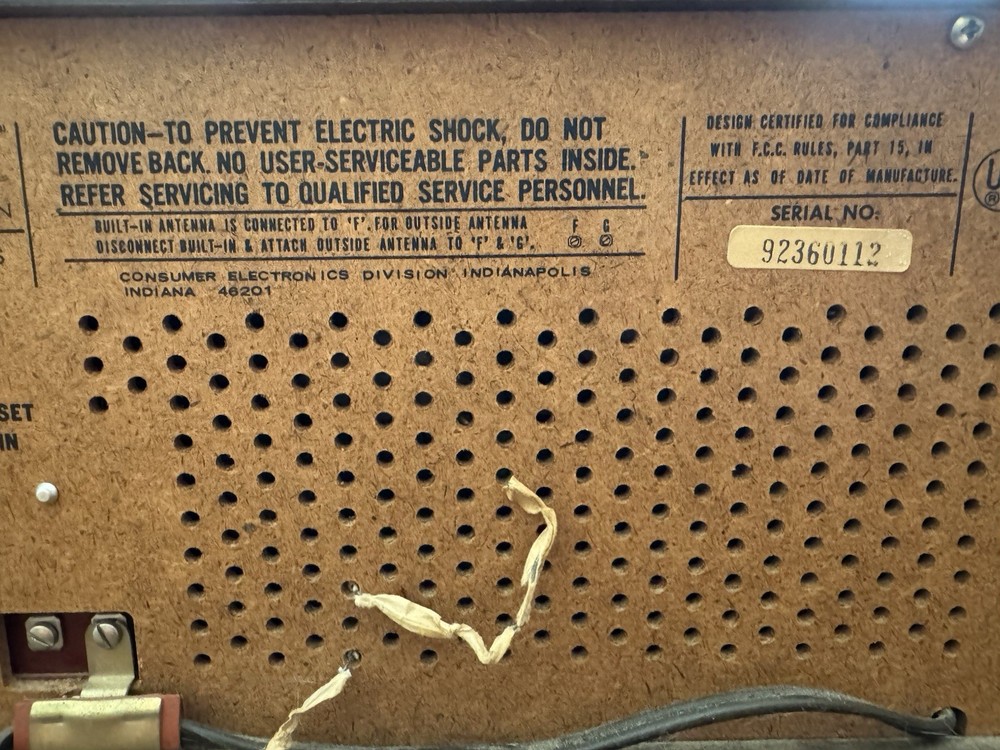 CAUTION—TO PREVENT ELECTRIC SHOCK, DO NOT
REMOVE BACK. NO USER-SERVICEABLE PARTS INSIDE.
REFER SERVICING TO QUALIFIED SERVICE PERSONNEL.
BUILT-IN ANTENNA IS CONNECTED TO 'F'. FOR OUTSIDE ANTENNA
DISCONNECT BUILT-IN & ATTACH OUTSIDE ANTENNA TO 'F' & 'G'.
F G
CONSUMER ELECTRONICS DIVISION INDIANAPOLIS
INDIANA 46201
DESIGN CERTIFIED FOR COMPLIANCE
WITH F.C.C. RULES, PART 15, IN
EFFECT AS OF DATE OF MANUFACTURE.
SERIAL NO:
92360112
U
®
SET
IN